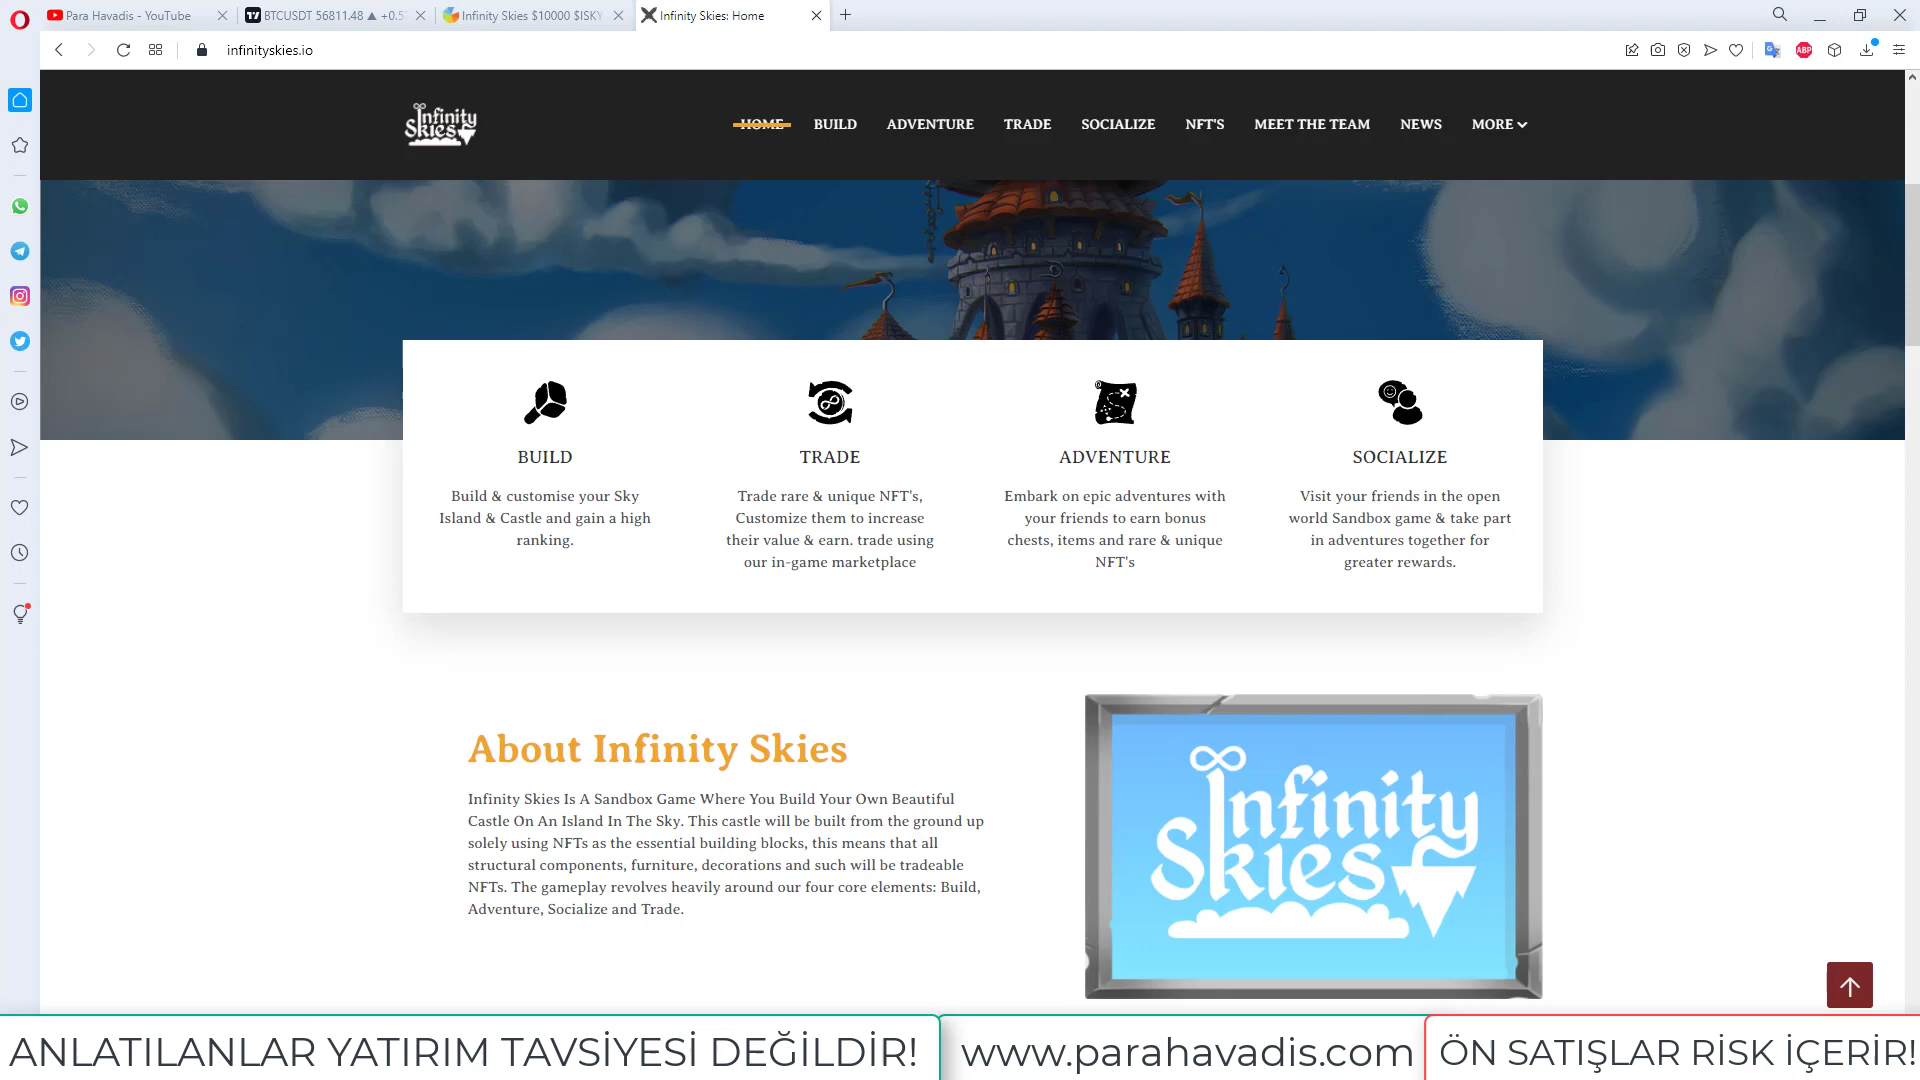 Para Havadis - YouTube
BTCUSDT 56811.48 ▲ +0.5
Infinity Skies $10000 $ISKY
Infinity Skies: Home
infinityskies.io
ABP
Infinity
Skies
HOME
BUILD
ADVENTURE
TRADE
SOCIALIZE
NFT'S
MEET THE TEAM
NEWS
MORE
BUILD
Build & customise your Sky
Island & Castle and gain a high
ranking.
TRADE
Trade rare & unique NFT's,
Customize them to increase
their value & earn. trade using
our in-game marketplace
ADVENTURE
Embark on epic adventures with
your friends to earn bonus
chests, items and rare & unique
NFT's
SOCIALIZE
Visit your friends in the open
world Sandbox game & take part
in adventures together for
greater rewards.
About Infinity Skies
Infinity Skies Is A Sandbox Game Where You Build Your Own Beautiful
Castle On An Island In The Sky. This castle will be built from the ground up
solely using NFTs as the essential building blocks, this means that all
structural components, furniture, decorations and such will be tradeable
NFTs. The gameplay revolves heavily around our four core elements: Build,
Adventure, Socialize and Trade.
Infinity
Skies
ANLATILANLAR YATIRIM TAVSİYESİ DEĞİLDİR!
www.parahavadis.com
ÖN SATIŞLAR RİSK İÇERİR!